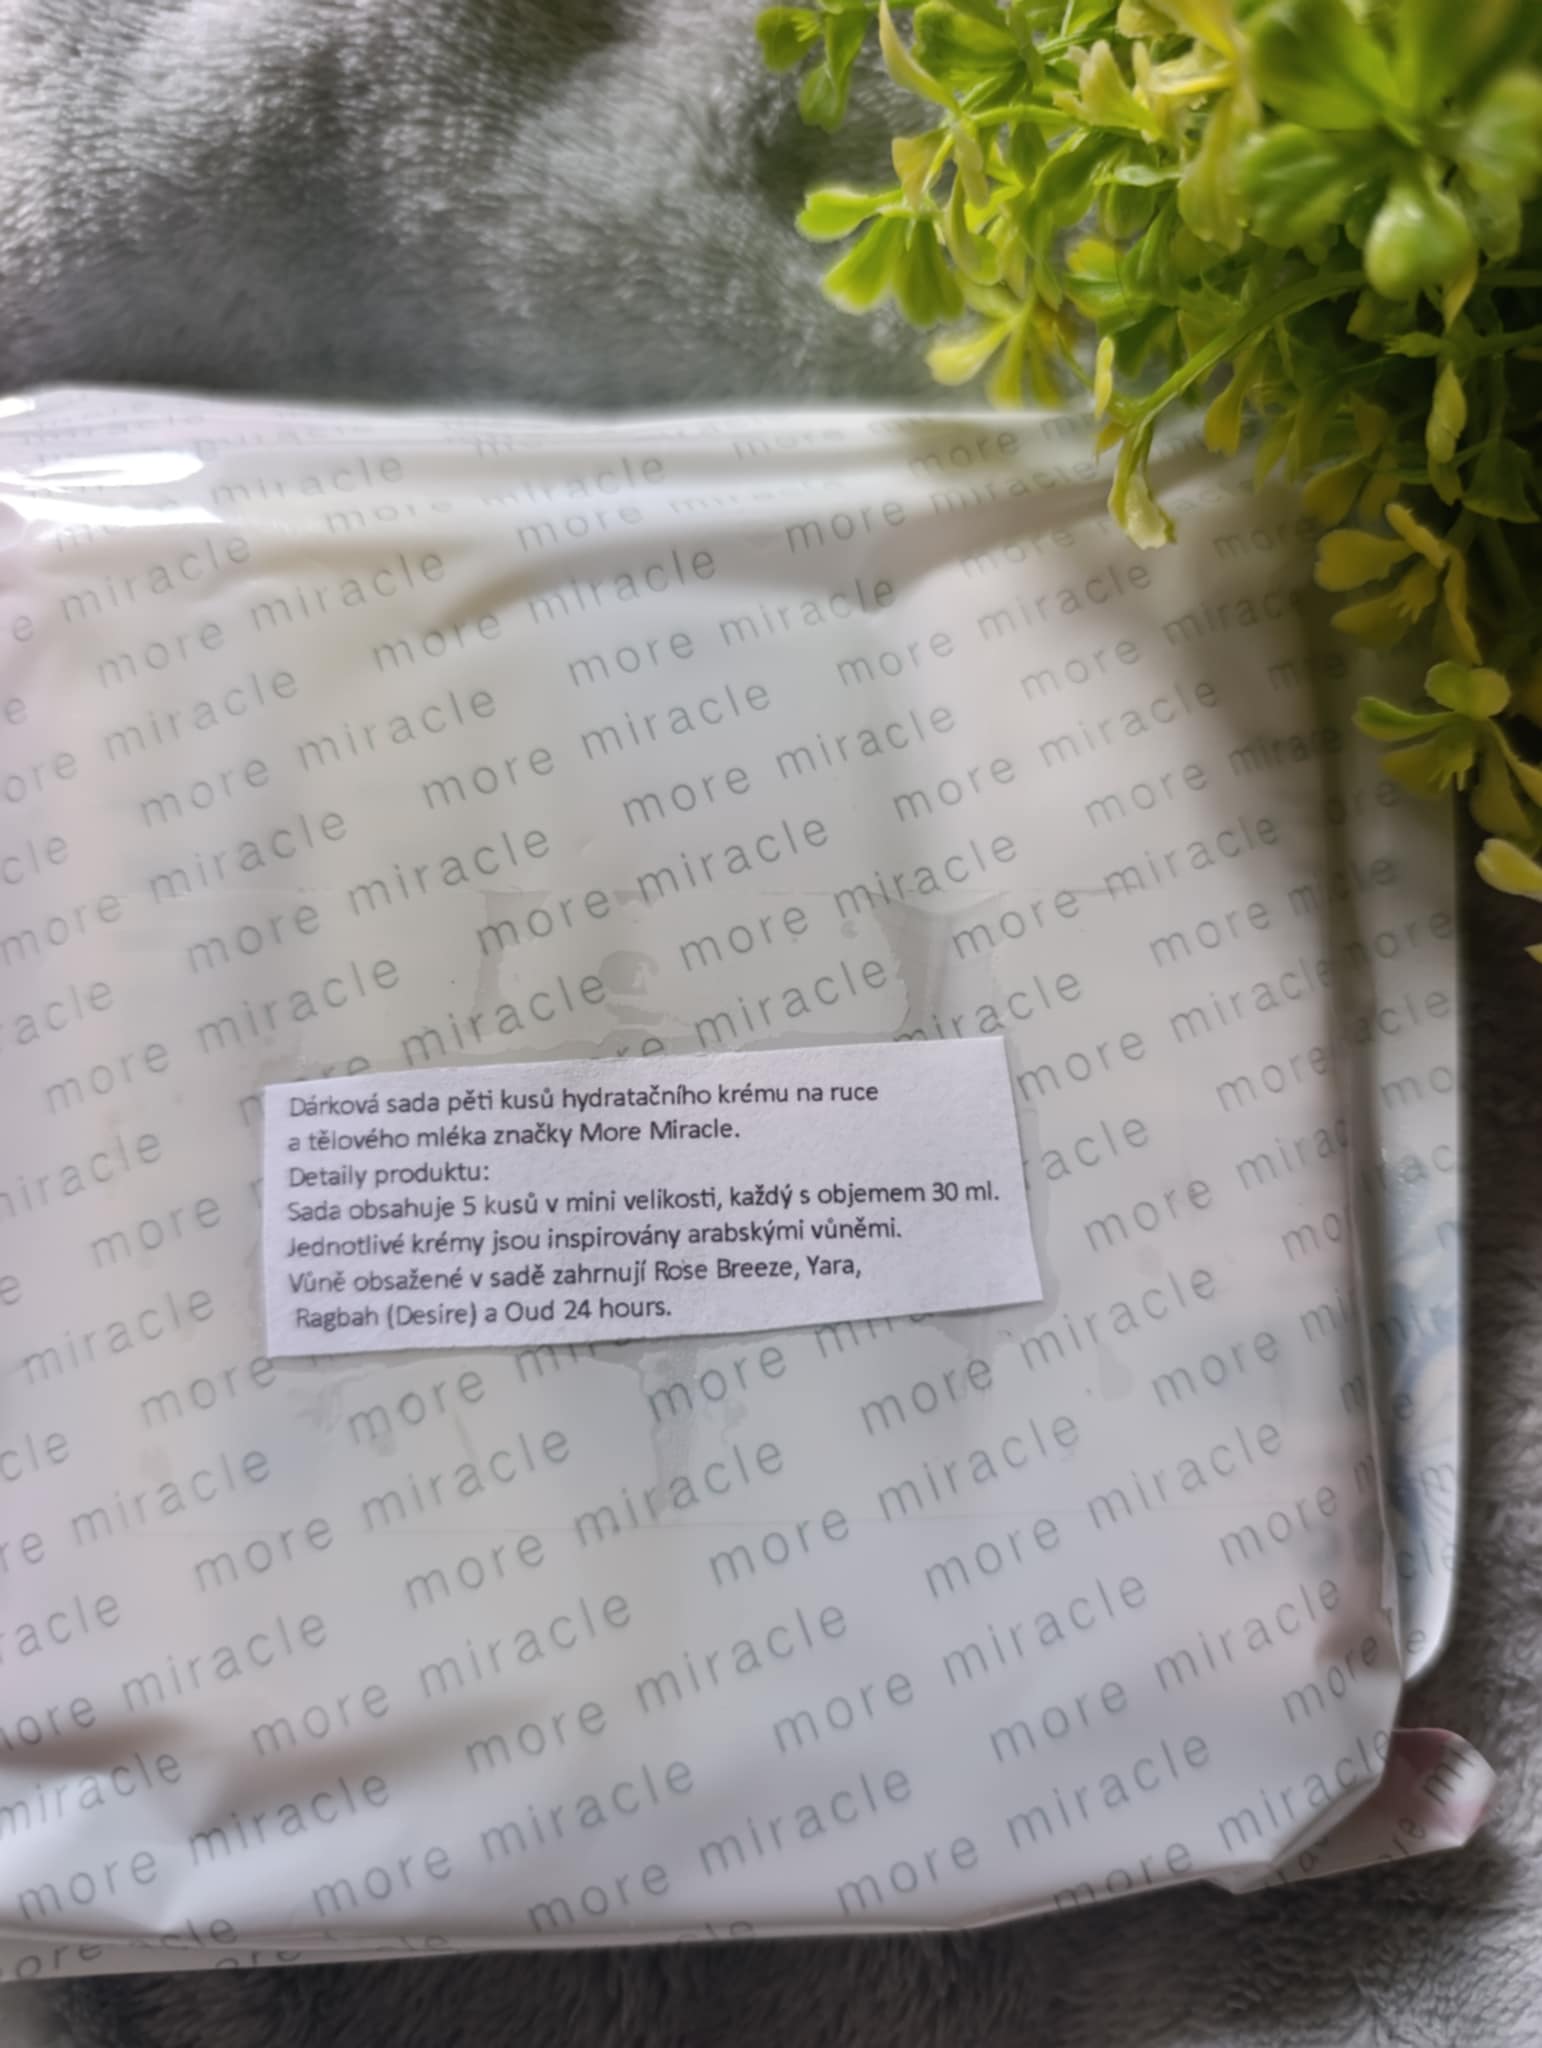 more miracle
Dárková sada pěti kusů hydratačního krému na ruce
a tělového mléka značky More Miracle.
Detaily produktu:
Sada obsahuje 5 kusů v mini velikosti, každý s objemem 30 ml.
Jednotlivé krémy jsou inspirovány arabskými vůněmi.
Vůně obsažené v sadě zahrnují Rose Breeze, Yara,
Ragbah (Desire) a Oud 24 hours.